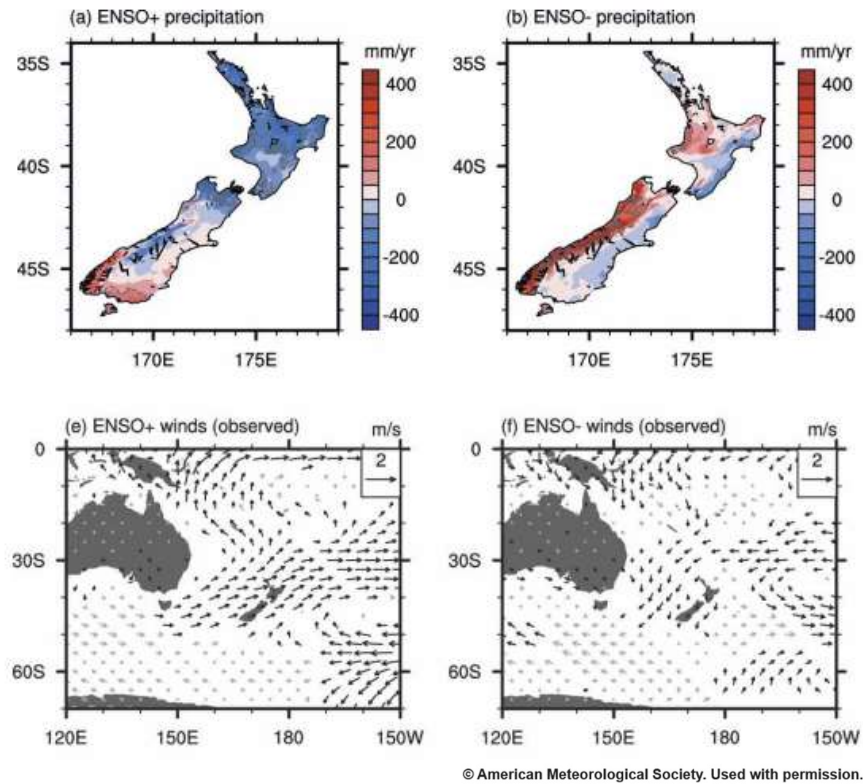 (a) ENSO+ precipitation
mm/yr
35S
40S
45S
170E
175E
400
200
0
-200
-400
(b) ENSO- precipitation
mm/yr
35S
40S
45S
170E
175E
400
200
0
-200
-400
(e) ENSO+ winds (observed)
m/s
2
0
30S
60S
120E
150E
180
150W
(f) ENSO- winds (observed)
m/s
2
0
30S
60S
120E
150E
180
150W
© American Meteorological Society. Used with permission.